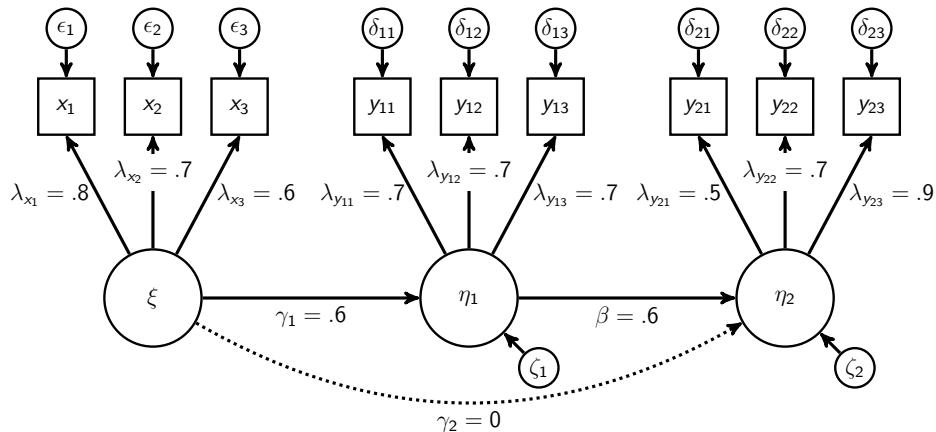 ϵ₁ ϵ₂ ϵ₃ δ₁₁ δ₁₂ δ₁₃ δ₂₁ δ₂₂ δ₂₃
x₁ x₂ x₃ y₁₁ y₁₂ y₁₃ y₂₁ y₂₂ y₂₃
λₓ₁ = .8 λₓ₂ = .7 λₓ₃ = .6 λy₁₁ = .7 λy₁₂ = .7 λy₁₃ = .7 λy₂₁ = .5 λy₂₂ = .7 λy₂₃ = .9
ξ η₁ η₂
γ₁ = .6 β = .6
ζ₁ ζ₂
γ₂ = 0